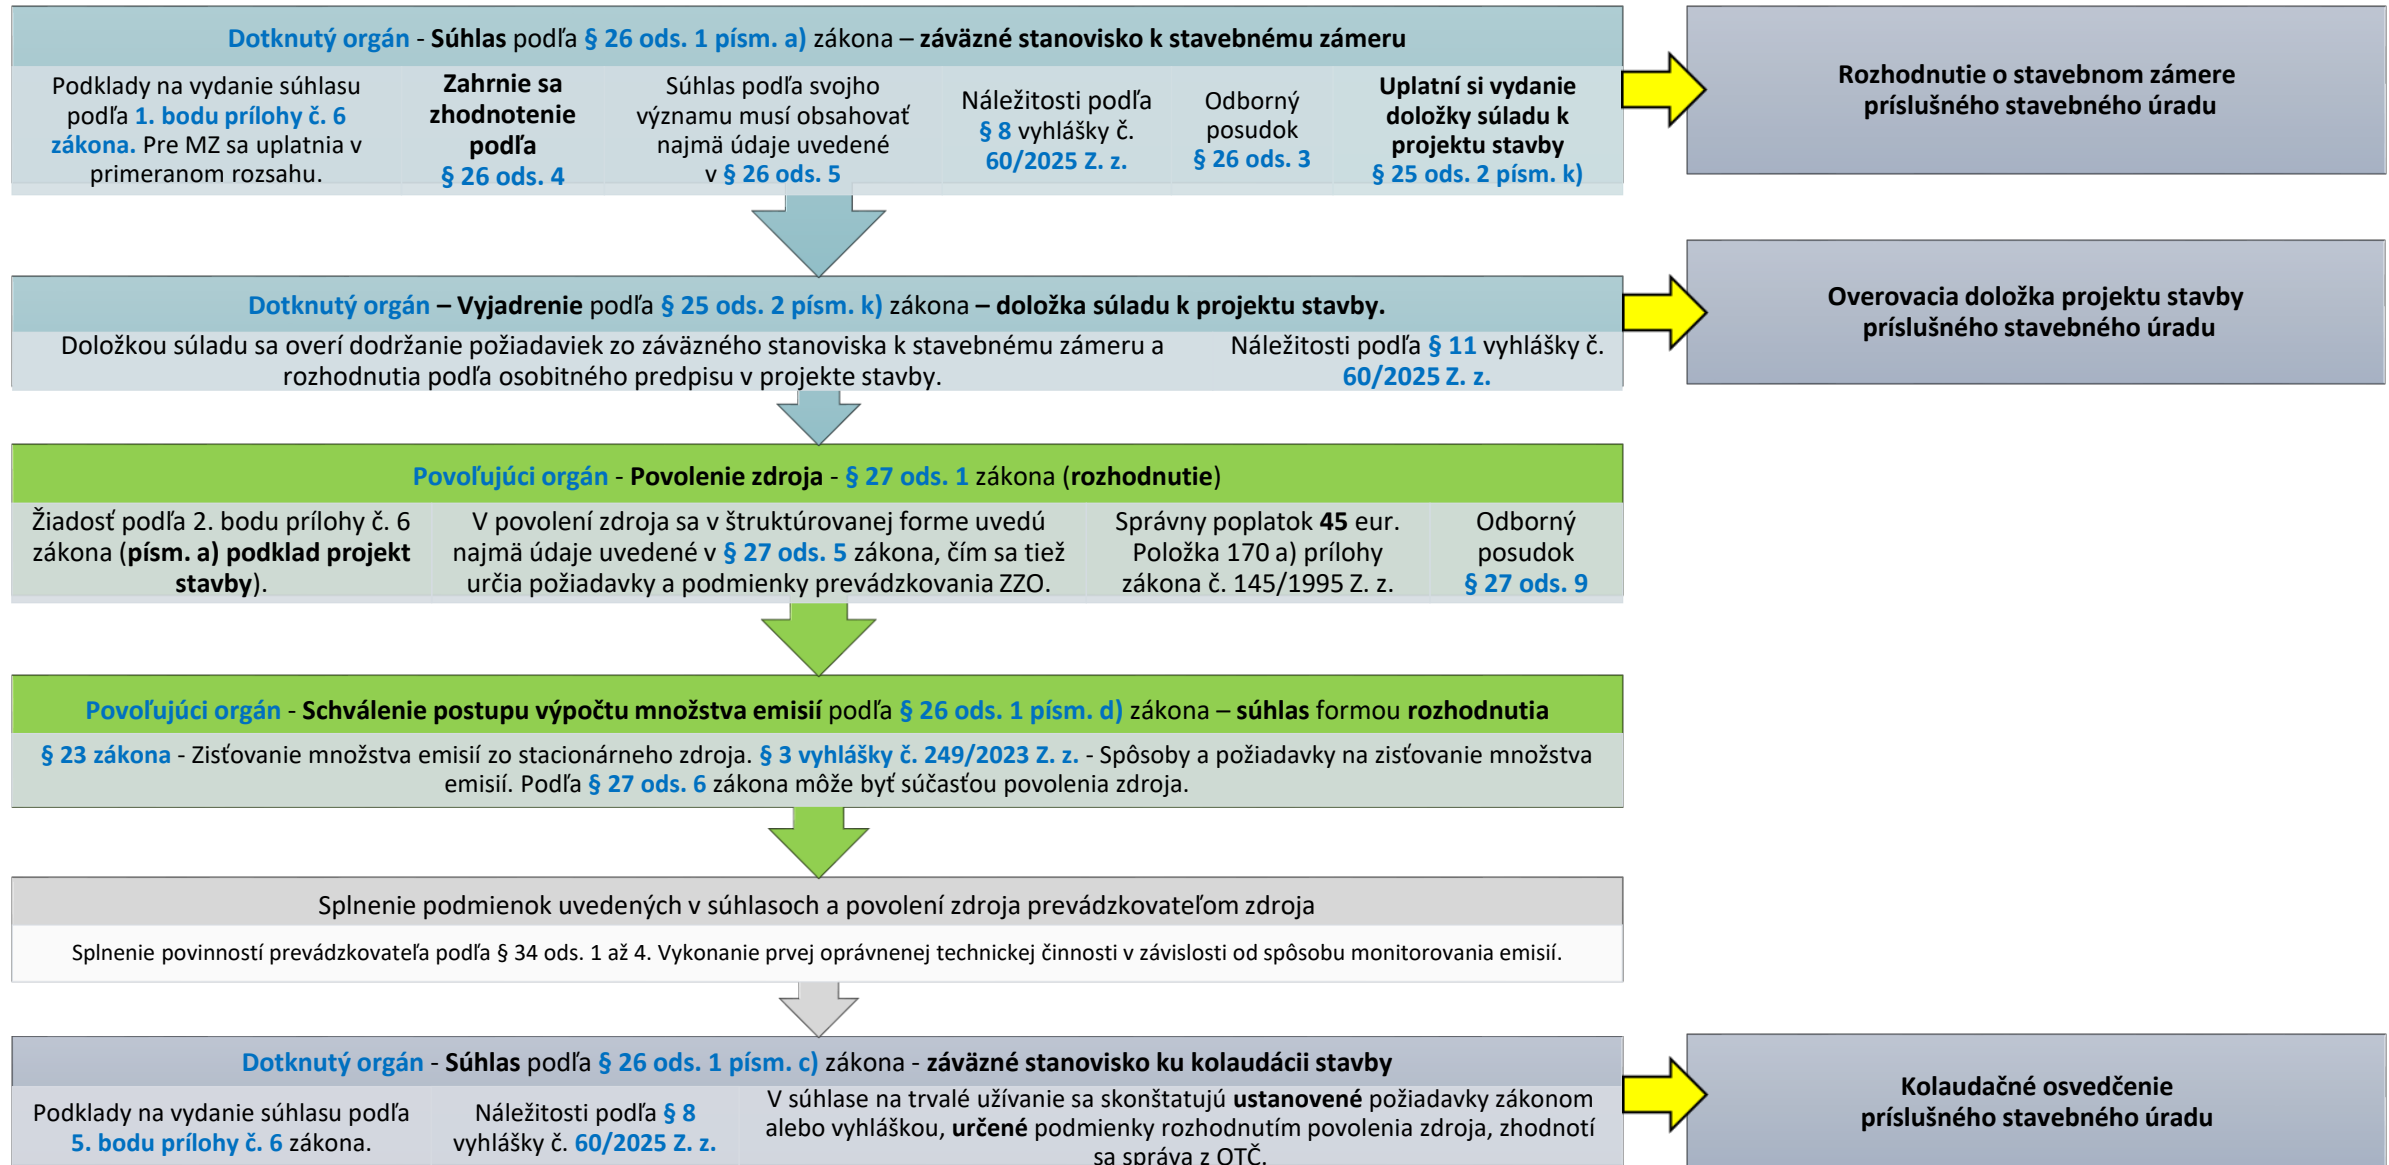 Dotknutý orgán - Súhlas podľa § 26 ods. 1 písm. a) zákona – záväzné stanovisko k stavebnému zámeru
Podklady na vydanie súhlasu
podľa 1. bodu prílohy č. 6
zákona. Pre MZ sa uplatnia v
primeranom rozsahu.
Zahrnie sa
zhodnotenie
podľa
§ 26 ods. 4
Súhlas podľa svojho
významu musí obsahovať
najmä údaje uvedené
v § 26 ods. 5
Náležitosti podľa
§ 8 vyhlášky č.
60/2025 Z. z.
Odborný
posudok
§ 26 ods. 3
Uplatní si vydanie
doložky súladu k
projektu stavby
§ 25 ods. 2 písm. k)
Rozhodnutie o stavebnom zámere
príslušného stavebného úradu
Dotknutý orgán – Vyjadrenie podľa § 25 ods. 2 písm. k) zákona – doložka súladu k projektu stavby.
Doložkou súladu sa overí dodržanie požiadaviek zo záväzného stanoviska k stavebnému zámeru a
rozhodnutia podľa osobitného predpisu v projekte stavby.
Náležitosti podľa § 11 vyhlášky č.
60/2025 Z. z.
Overovacia doložka projektu stavby
príslušného stavebného úradu
Povoľujúci orgán - Povolenie zdroja - § 27 ods. 1 zákona (rozhodnutie)
Žiadosť podľa 2. bodu prílohy č. 6
zákona (písm. a) podklad projekt
stavby).
V povolení zdroja sa v štruktúrovanej forme uvedú
najmä údaje uvedené v § 27 ods. 5 zákona, čím sa tiež
určia požiadavky a podmienky prevádzkovania ZZO.
Správny poplatok 45 eur.
Položka 170 a) prílohy
zákona č. 145/1995 Z. z.
Odborný
posudok
§ 27 ods. 9
Povoľujúci orgán - Schválenie postupu výpočtu množstva emisií podľa § 26 ods. 1 písm. d) zákona – súhlas formou rozhodnutia
§ 23 zákona - Zisťovanie množstva emisií zo stacionárneho zdroja. § 3 vyhlášky č. 249/2023 Z. z. - Spôsoby a požiadavky na zisťovanie množstva
emisií. Podľa § 27 ods. 6 zákona môže byť súčasťou povolenia zdroja.
Splnenie podmienok uvedených v súhlasoch a povolení zdroja prevádzkovateľom zdroja
Splnenie povinností prevádzkovateľa podľa § 34 ods. 1 až 4. Vykonanie prvej oprávnenej technickej činnosti v závislosti od spôsobu monitorovania emisií.
Dotknutý orgán - Súhlas podľa § 26 ods. 1 písm. c) zákona - záväzné stanovisko ku kolaudácii stavby
Podklady na vydanie súhlasu podľa
5. bodu prílohy č. 6 zákona.
Náležitosti podľa § 8
vyhlášky č. 60/2025 Z. z.
V súhlase na trvalé užívanie sa skonštatujú ustanovené požiadavky zákonom
alebo vyhláškou, určené podmienky rozhodnutím povolenia zdroja, zhodnotí
sa správa z OTČ.
Kolaudačné osvedčenie
príslušného stavebného úradu